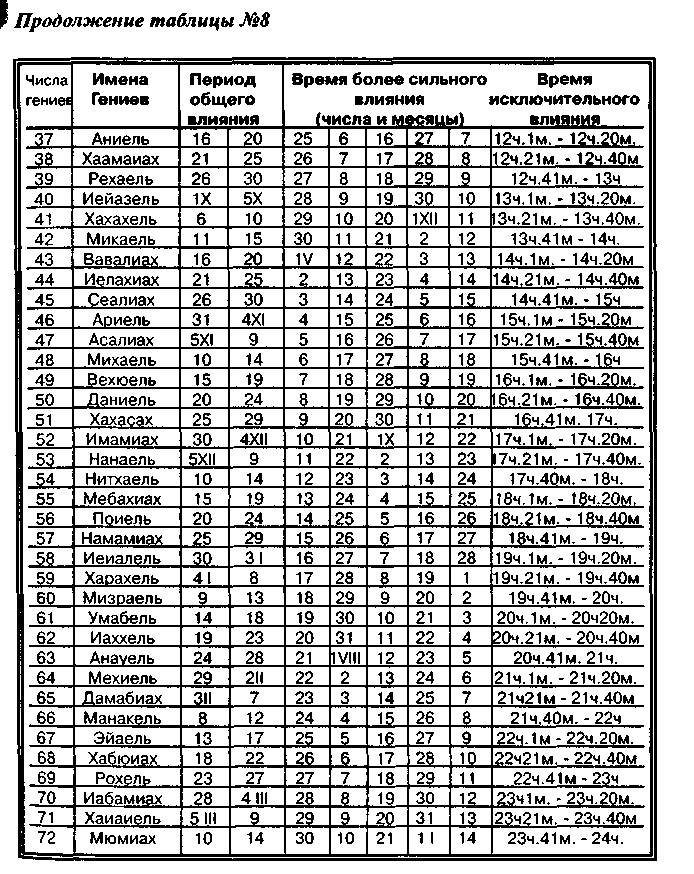 Продолжение таблицы №8
Числа гениев Имена Гениев Период общего влияния Время более сильного влияния (числа и месяцы) Время исключительного влияния
37 Аниель 16 20 25 6 16 27 7 12ч.1м. - 12ч.20м.
38 Хаамаиах 21 25 26 7 17 28 8 12ч.21м. - 12ч.40м
39 Рехаель 26 30 27 8 18 29 9 12ч.41м. - 13ч
40 Иейазель 1X 5X 28 9 19 30 10 13ч.1м. - 13ч.20м.
41 Хахахель 6 10 29 10 20 1XII 11 13ч.21м. - 13ч.40м.
42 Микаель 11 15 30 11 21 2 12 13ч.41м - 14ч.
43 Вавалиах 16 20 1V 12 22 3 13 14ч.1м. - 14ч.20м
44 Иелахиах 21 25 2 13 23 4 14 14ч.21м. - 14ч.40м
45 Сеалиах 26 30 3 14 24 5 15 14ч.41м. - 15ч
46 Ариель 31 4XI 4 15 25 6 16 15ч.1м - 15ч.20м
47 Асалиах 5XI 9 5 16 26 7 17 15ч.21м. - 15ч.40м
48 Михаель 10 14 6 17 27 8 18 15ч.41м - 16ч
49 Вехюель 15 19 7 18 28 9 19 16ч.1м. - 16ч.20м.
50 Даниель 20 24 8 19 29 10 20 16ч.21м. - 16ч.40м.
51 Хахасах 25 29 9 20 30 11 21 16ч.41м. 17ч.
52 Имамиах 30 4XII 10 21 1X 12 22 17ч.1м. - 17ч.20м.
53 Нанаель 5XII 9 11 22 2 13 23 17ч.21м. - 17ч.40м
54 Нитхаель 10 14 12 23 3 14 24 17ч.40м. - 18ч.
55 Мебахиах 15 19 13 24 4 15 25 18ч.1м. - 18ч.20м.
56 Поиель 20 24 14 25 5 16 26 18ч.21м. - 18ч.40м
57 Намамиах 25 29 15 26 6 17 27 18ч.41м - 19ч.
58 Иеиалель 30 3 I 16 27 7 18 28 19ч.1м. - 19ч.20м.
59 Харахель 4 I 8 17 28 8 19 1 19ч.21м. - 19ч.40м
60 Мизраель 9 13 18 29 9 20 2 19ч.41м. - 20ч.
61 Умабель 14 18 19 30 10 21 3 20ч.1м. - 20ч20м.
62 Иаххель 19 23 20 31 11 22 4 20ч.21м. - 20ч.40м
63 Анауель 24 28 21 1VIII 12 23 5 20ч.41м. 21ч.
64 Мехиель 29 2II 22 2 13 24 6 21ч.1м. - 21ч.20м.
65 Дамабиах 3II 7 23 3 14 25 7 21ч21м - 21ч.40м
66 Манакель 8 12 24 4 15 26 8 21ч.40м. - 22ч
67 Эйаель 13 17 25 5 16 27 9 22ч.1м - 22ч.20м.
68 Хабюиах 18 22 26 6 17 28 10 22ч21м. - 22ч.40м
69 Рохель 23 27 27 7 18 29 11 22ч.41м - 23ч
70 Иабамиах 28 4 III 28 8 19 30 12 23ч1м. - 23ч.20м.
71 Хаиаиель 5 III 9 29 9 20 31 13 23ч21м. - 23ч.40м
72 Мюмиах 10 14 30 10 21 1 I 14 23ч.41м. - 24ч.